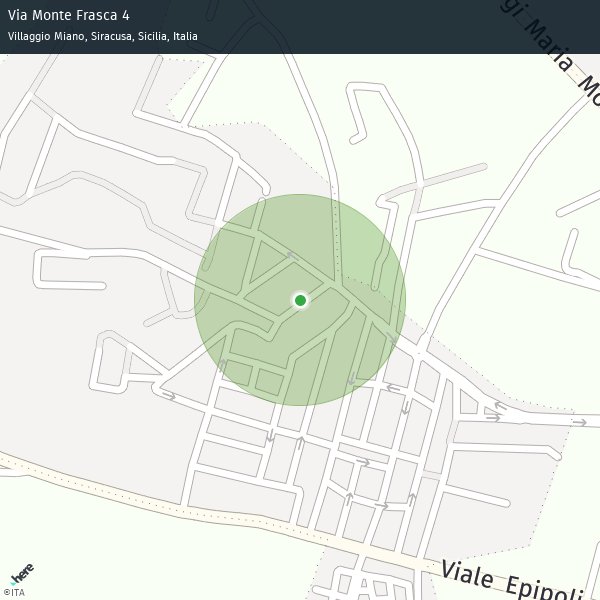 Via Monte Frasca 4
Villaggio Miano, Siracusa, Sicilia, Italia
gi Maria Mo
Viale Epipoli
here
©ITA